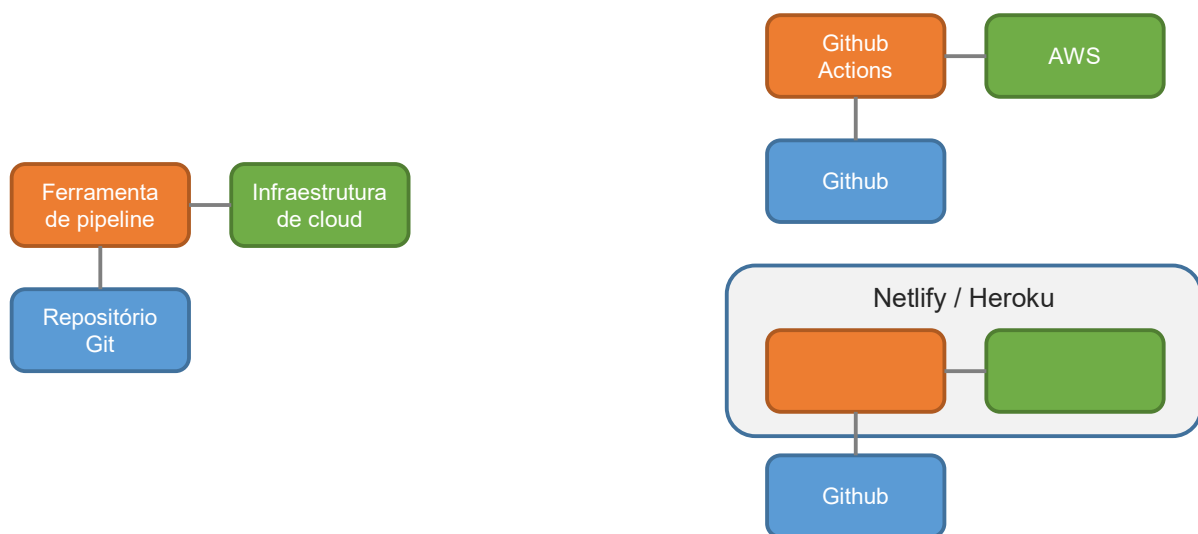 Ferramenta
de pipeline
Infraestrutura
de cloud
Repositório
Git
Github
Actions
AWS
Github
Netlify / Heroku
Github